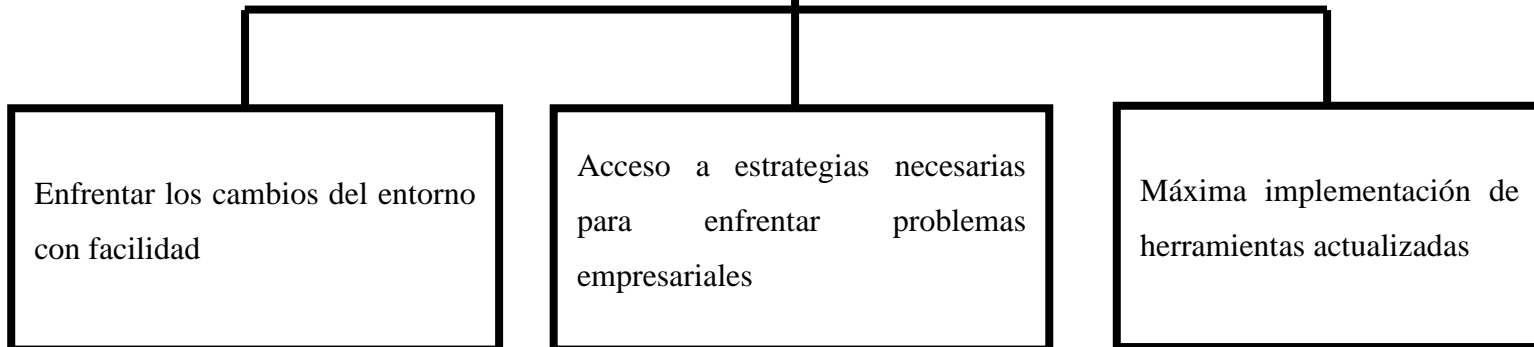 Enfrentar los cambios del entorno
con facilidad
Acceso a estrategias necesarias
para enfrentar problemas
empresariales
Máxima implementación de
herramientas actualizadas